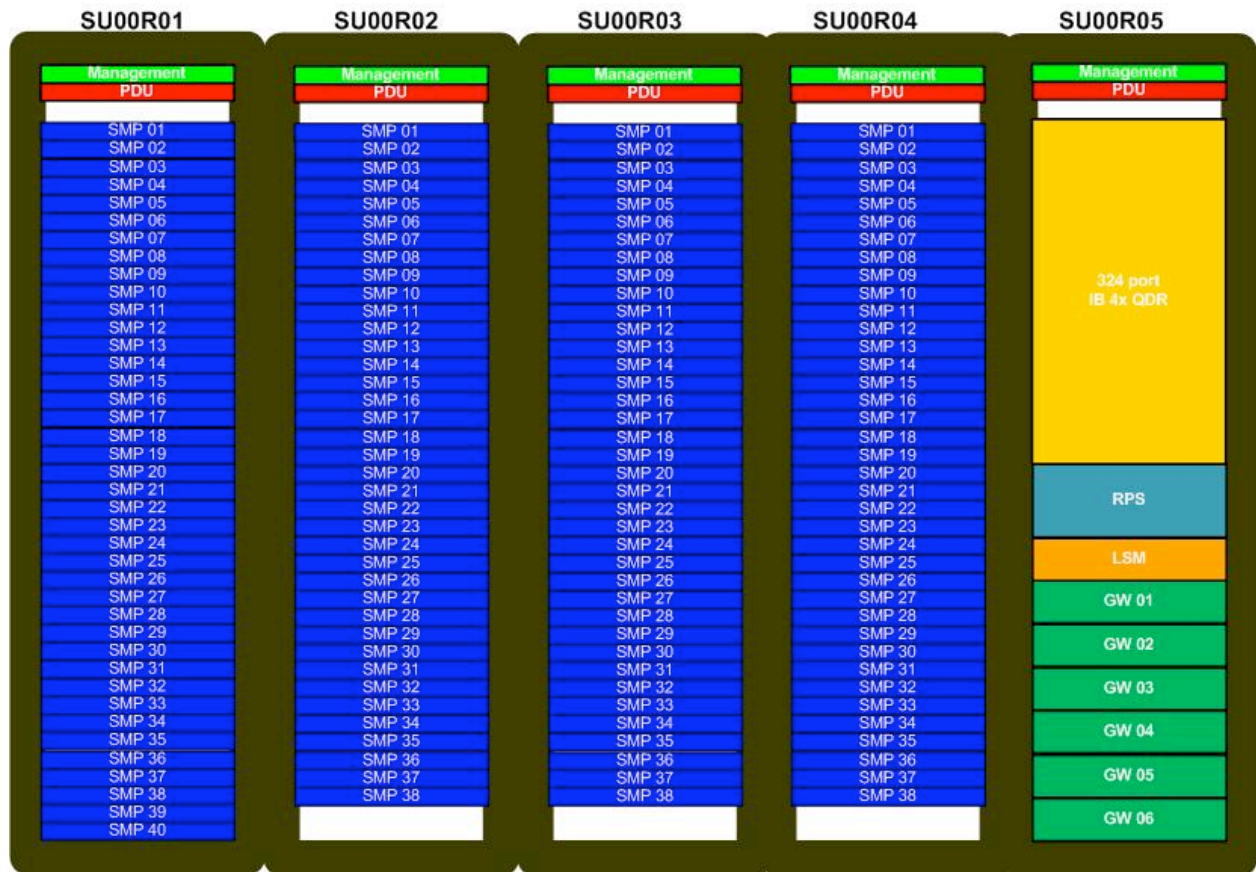 SU00R01
Management
PDU
SMP 01
SMP 02
SMP 03
SMP 04
SMP 05
SMP 06
SMP 07
SMP 08
SMP 09
SMP 10
SMP 11
SMP 12
SMP 13
SMP 14
SMP 15
SMP 16
SMP 17
SMP 18
SMP 19
SMP 20
SMP 21
SMP 22
SMP 23
SMP 24
SMP 25
SMP 26
SMP 27
SMP 28
SMP 29
SMP 30
SMP 31
SMP 32
SMP 33
SMP 34
SMP 35
SMP 36
SMP 37
SMP 38
SMP 39
SMP 40
SU00R02
Management
PDU
SMP 01
SMP 02
SMP 03
SMP 04
SMP 05
SMP 06
SMP 07
SMP 08
SMP 09
SMP 10
SMP 11
SMP 12
SMP 13
SMP 14
SMP 15
SMP 16
SMP 17
SMP 18
SMP 19
SMP 20
SMP 21
SMP 22
SMP 23
SMP 24
SMP 25
SMP 26
SMP 27
SMP 28
SMP 29
SMP 30
SMP 31
SMP 32
SMP 33
SMP 34
SMP 35
SMP 36
SMP 37
SMP 38
SU00R03
Management
PDU
SMP 01
SMP 02
SMP 03
SMP 04
SMP 05
SMP 06
SMP 07
SMP 08
SMP 09
SMP 10
SMP 11
SMP 12
SMP 13
SMP 14
SMP 15
SMP 16
SMP 17
SMP 18
SMP 19
SMP 20
SMP 21
SMP 22
SMP 23
SMP 24
SMP 25
SMP 26
SMP 27
SMP 28
SMP 29
SMP 30
SMP 31
SMP 32
SMP 33
SMP 34
SMP 35
SMP 36
SMP 37
SMP 38
SU00R04
Management
PDU
SMP 01
SMP 02
SMP 03
SMP 04
SMP 05
SMP 06
SMP 07
SMP 08
SMP 09
SMP 10
SMP 11
SMP 12
SMP 13
SMP 14
SMP 15
SMP 16
SMP 17
SMP 18
SMP 19
SMP 20
SMP 21
SMP 22
SMP 23
SMP 24
SMP 25
SMP 26
SMP 27
SMP 28
SMP 29
SMP 30
SMP 31
SMP 32
SMP 33
SMP 34
SMP 35
SMP 36
SMP 37
SMP 38
SU00R05
Management
PDU
324 port
IB 4x QDR
RPS
LSM
GW 01
GW 02
GW 03
GW 04
GW 05
GW 06